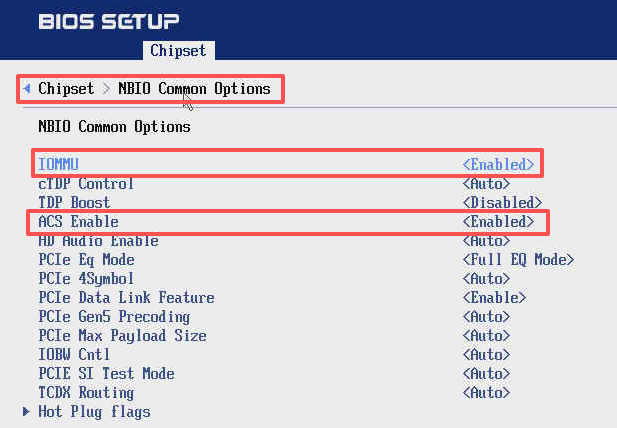 BIOS SETUP
Chipset
Chipset > NBIO Common Options
NBIO Common Options
IOMMU <Enabled>
cTDP Control <Auto>
TDP Boost <Disabled>
ACS Enable <Enabled>
HD Audio Enable <Auto>
PCIe Eq Mode <Full EQ Mode>
PCIe 4Symbol <Auto>
PCIe Data Link Feature <Enable>
PCIe Gen5 Precoding <Auto>
PCIe Max Payload Size <Auto>
IOBW Cntl <Auto>
PCIE SI Test Mode <Auto>
TCDX Routing <Auto>
Hot Plug flags